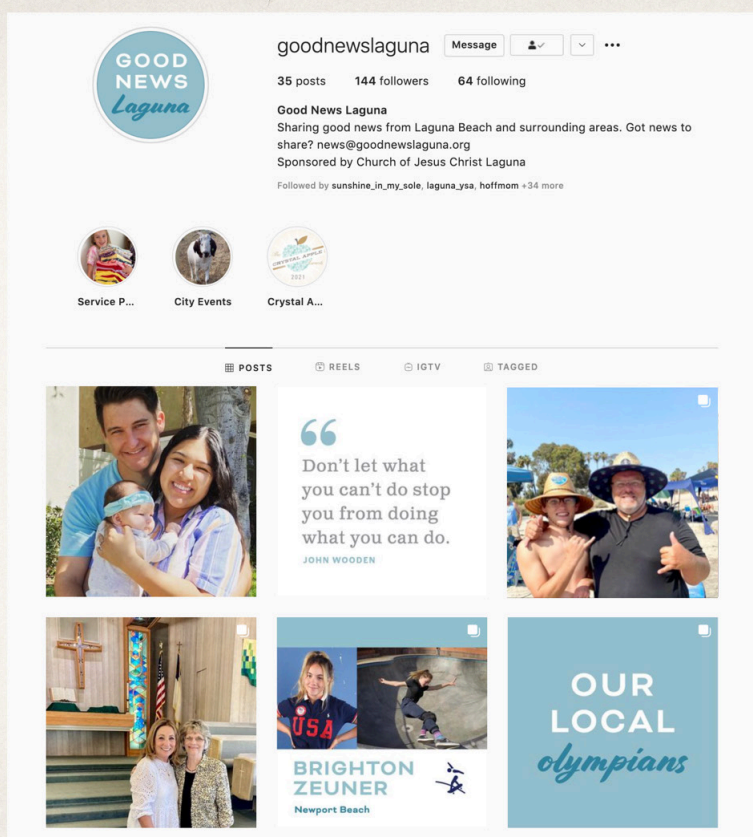 GOOD
NEWS
Laguna
goodnewslaguna Message
35 posts 144 followers 64 following
Good News Laguna
Sharing good news from Laguna Beach and surrounding areas. Got news to
share? news@goodnewslaguna.org
Sponsored by Church of Jesus Christ Laguna
Followed by sunshine_in_my_sole, laguna_ysa, hoffmom +34 more
CRYSTAL APPLE
2021
Service P... City Events Crystal A...
POSTS REELS IGTV TAGGED
“
Don't let what
you can't do stop
you from doing
what you can do.
JOHN WOODEN
USA
BRIGHTON
ZEUNER
Newport Beach
OUR
LOCAL
olympians